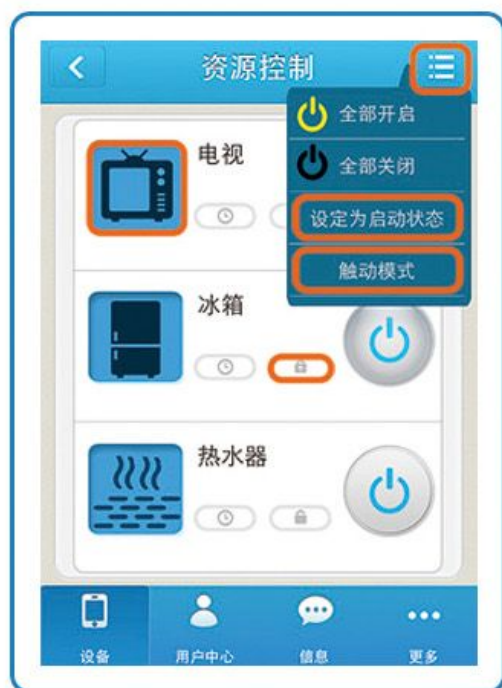 资源控制
全部开启
电视
全部关闭
设定为启动状态
触动模式
冰箱
热水器
设备
用户中心
信息
更多